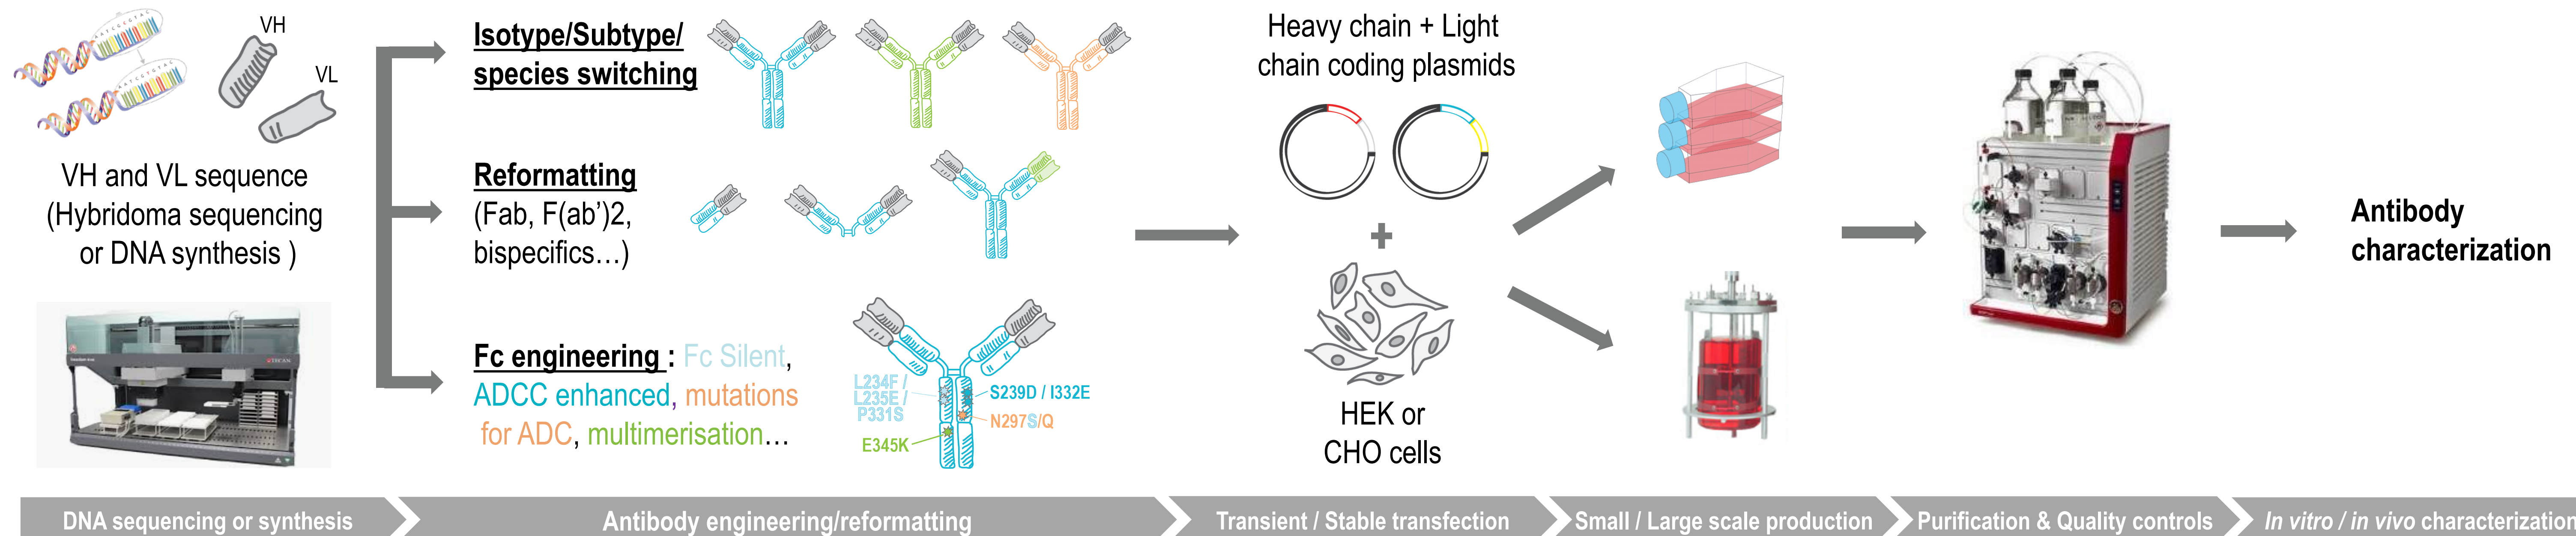 VH
VL
VH and VL sequence
(Hybridoma sequencing
or DNA synthesis )
TECAN
Isotype/Subtype/
species switching
Reformatting
(Fab, F(ab’)2,
bispecifics…)
Fc engineering : Fc Silent,
ADCC enhanced, mutations
for ADC, multimerisation…
L234F /
L235E /
P331S
S239D / I332E
N297S/Q
E345K
Heavy chain + Light
chain coding plasmids
+
HEK or
CHO cells
Antibody
characterization
DNA sequencing or synthesis
Antibody engineering/reformatting
Transient / Stable transfection
Small / Large scale production
Purification & Quality controls
In vitro / in vivo characterization